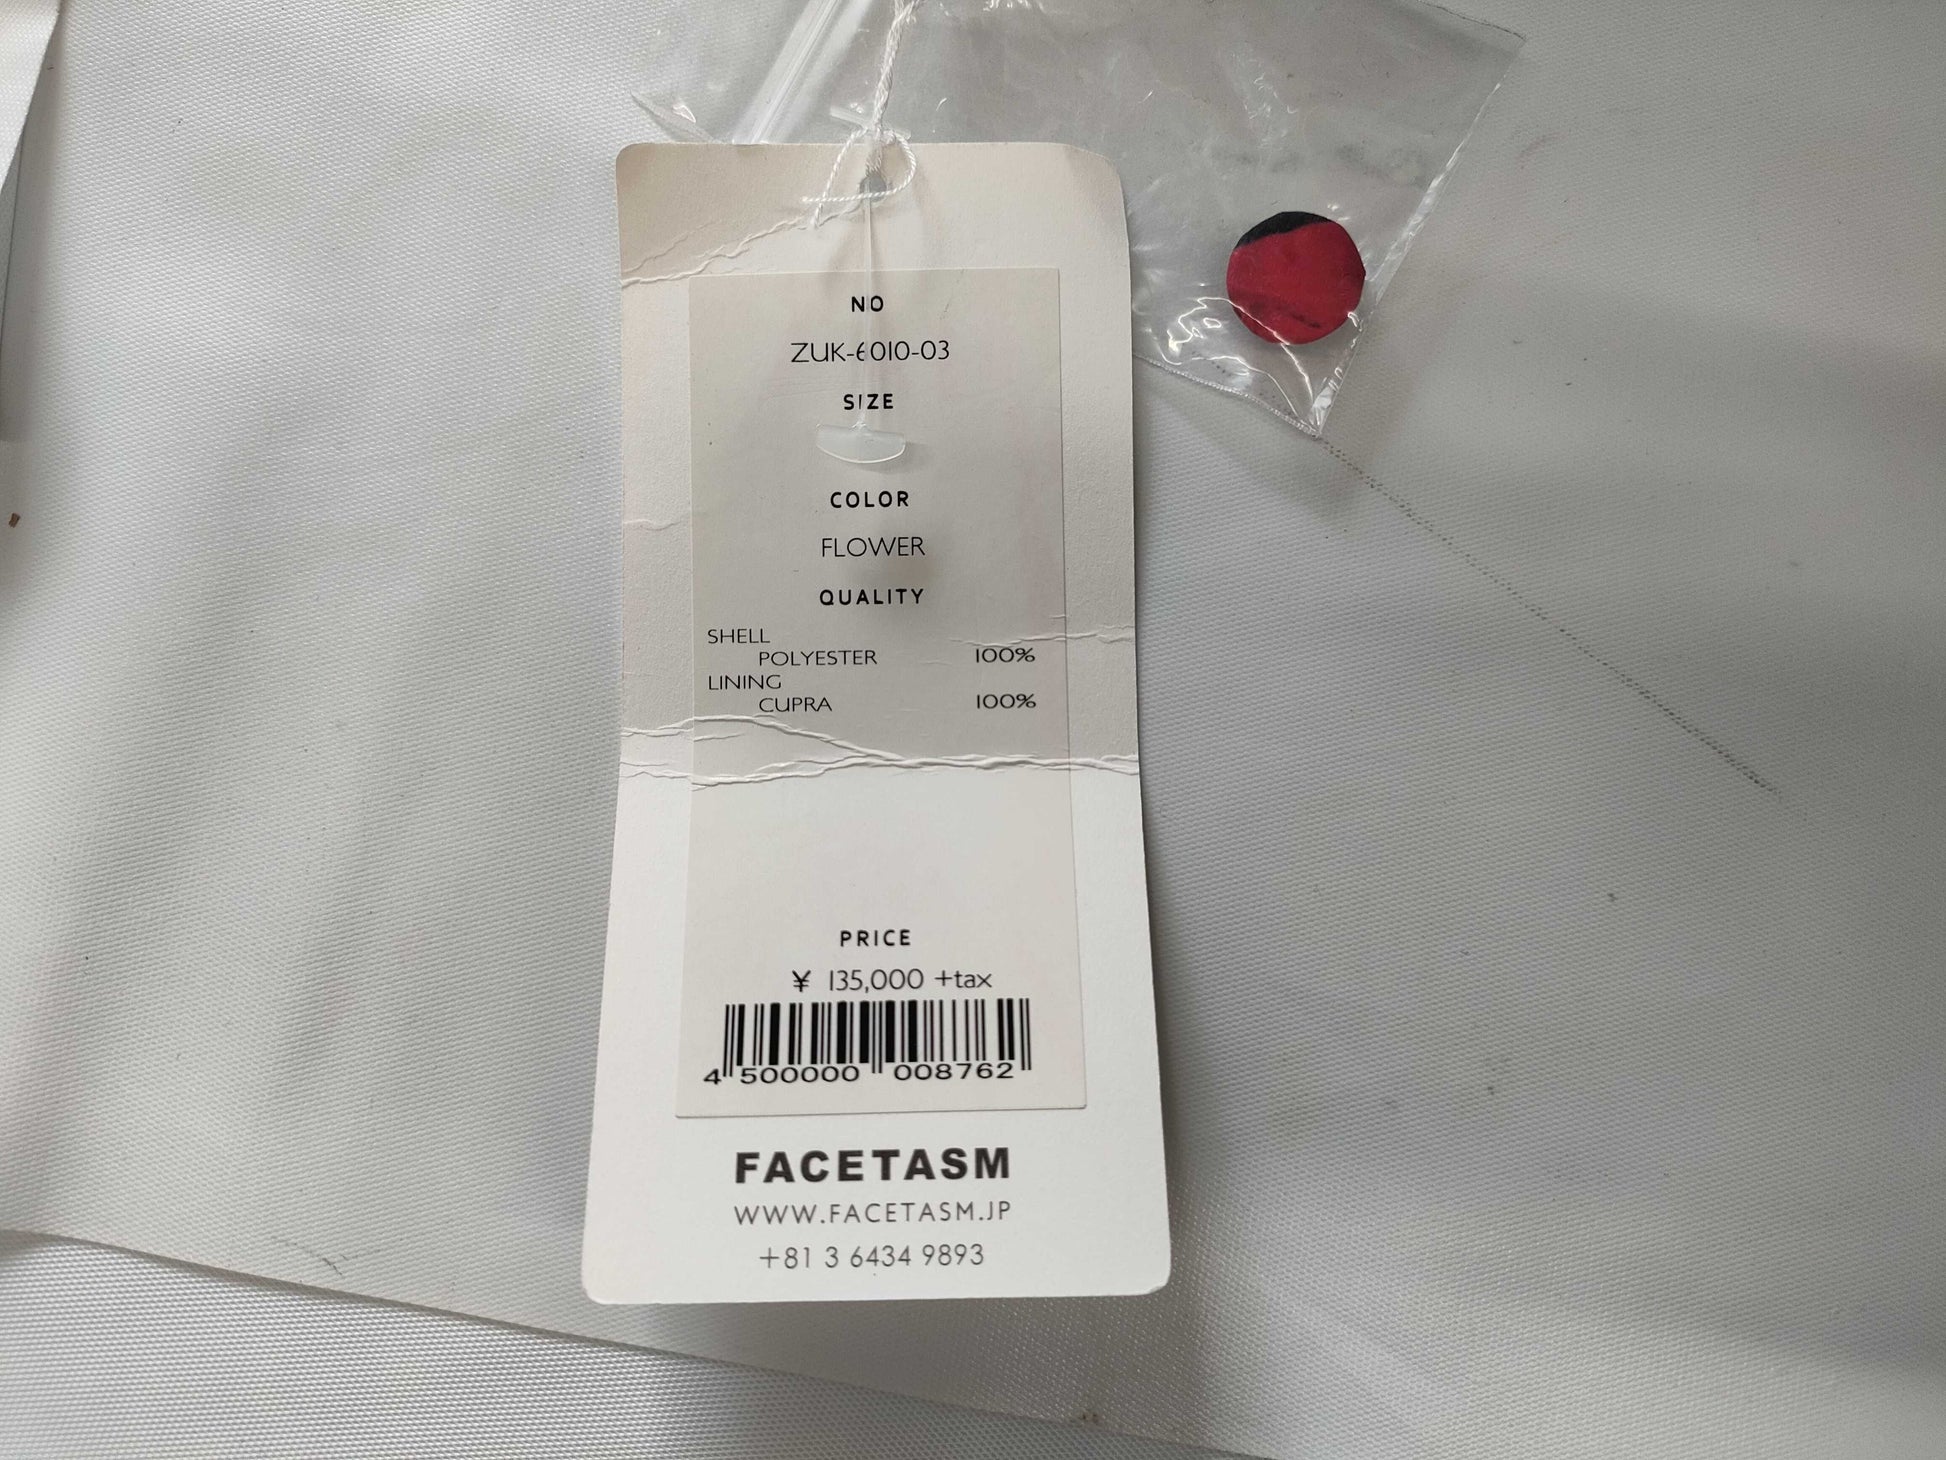 NO
ZUK-6010-03
SIZE
COLOR
FLOWER
QUALITY
SHELL
POLYESTER 100%
LINING
CUPRA 100%
PRICE
¥ 135,000 +tax
4 500000 008762
FACETASM
WWW.FACETASM.JP
+81 3 6434 9893